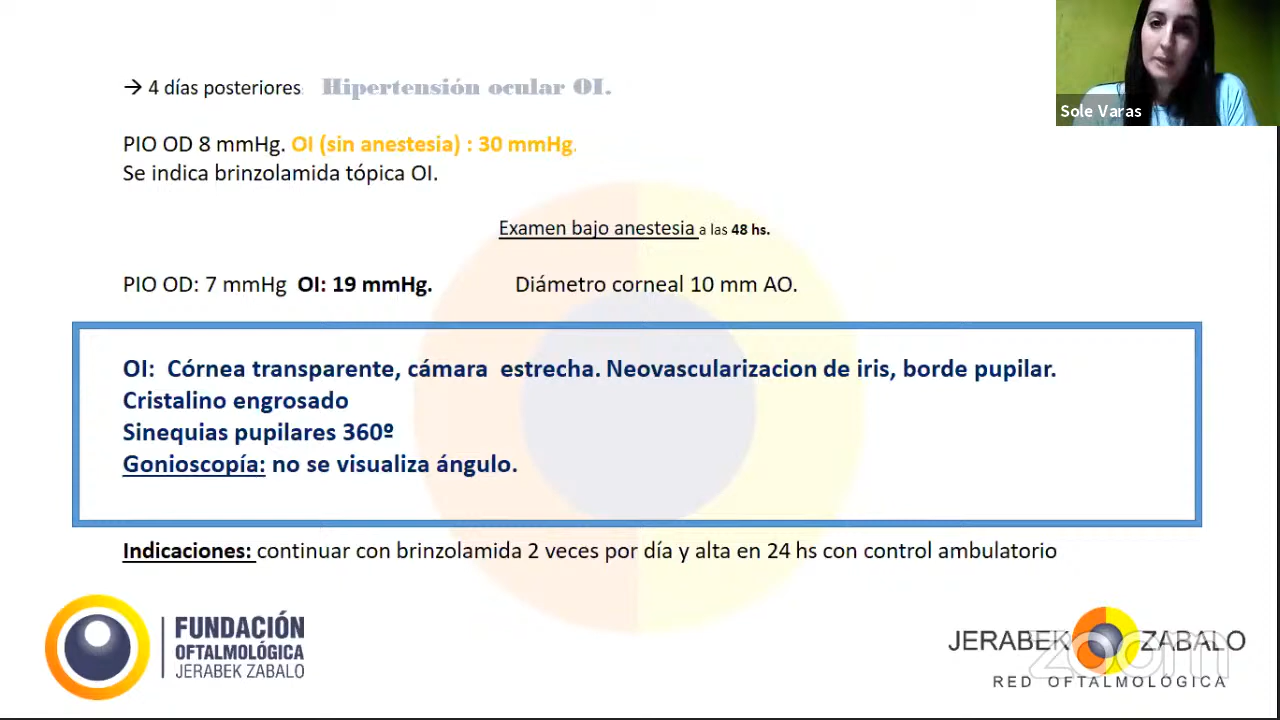 → 4 días posteriores Hipertensión ocular OI.
Sole Varas
PIO OD 8 mmHg. OI (sin anestesia) : 30 mmHg.
Se indica brinzolamida tópica OI.
Examen bajo anestesia a las 48 hs.
PIO OD: 7 mmHg OI: 19 mmHg. Diámetro corneal 10 mm AO.
OI: Córnea transparente, cámara estrecha. Neovascularizacion de iris, borde pupilar.
Cristalino engrosado
Sinequias pupilares 360º
Gonioscopía: no se visualiza ángulo.
Indicaciones: continuar con brinzolamida 2 veces por día y alta en 24 hs con control ambulatorio
FUNDACIÓN
OFTALMOLÓGICA
JERABEK ZABALO
JERABEK ZABALO
zoom
RED OFTALMOLÓGICA